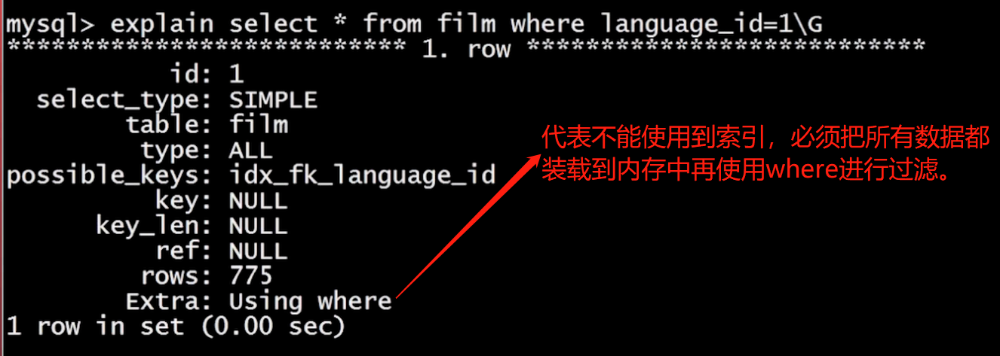 mysql> explain select * from film where language_id=1\G
*************************** 1. row ***************************
id: 1
select_type: SIMPLE
table: film
type: ALL
possible_keys: idx_fk_language_id
key: NULL
key_len: NULL
ref: NULL
rows: 775
Extra: Using where
1 row in set (0.00 sec)
代表不能使用到索引，必须把所有数据都
装载到内存中再使用where进行过滤。